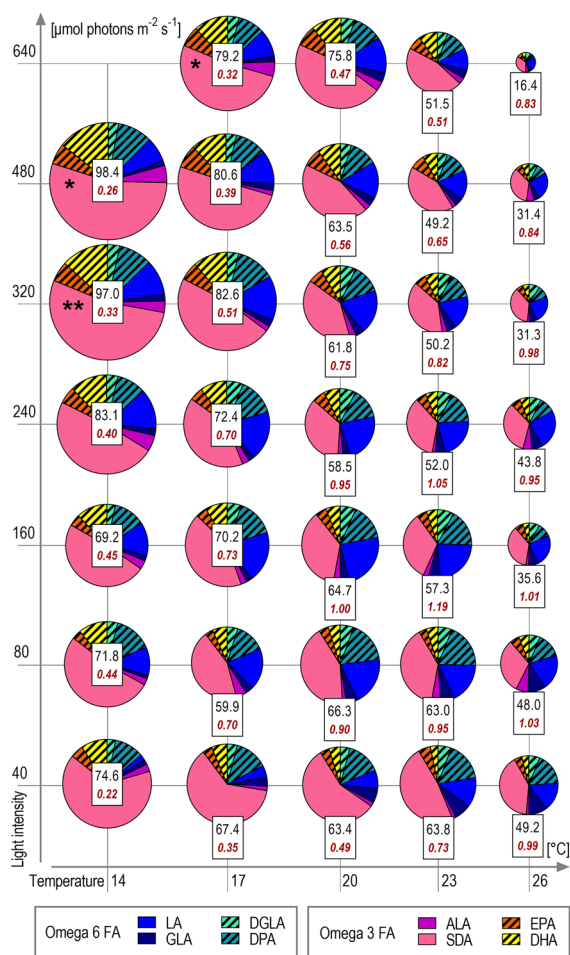 [µmol photons m⁻² s⁻¹]
640
79.2 75.8
0.32 0.47
*
51.5 16.4
0.51 0.83
480
98.4 80.6
0.26 0.39
*
63.5 49.2 31.4
0.56 0.65 0.84
320
97.0 82.6
0.33 0.51
**
61.8 50.2 31.3
0.75 0.82 0.98
240
83.1 72.4
0.40 0.70
58.5 52.0 43.8
0.95 1.05 0.95
160
69.2 70.2
0.45 0.73
64.7 57.3 35.6
1.00 1.19 1.01
80
71.8
0.44
59.9 66.3 63.0 48.0
0.70 0.90 0.95 1.03
40
74.6
0.22
67.4 63.4 63.8 49.2
0.35 0.49 0.73 0.99
Light intensity
[°C]
Temperature 14 17 20 23 26
Omega 6 FA LA DGLA
GLA DPA
Omega 3 FA ALA EPA
SDA DHA